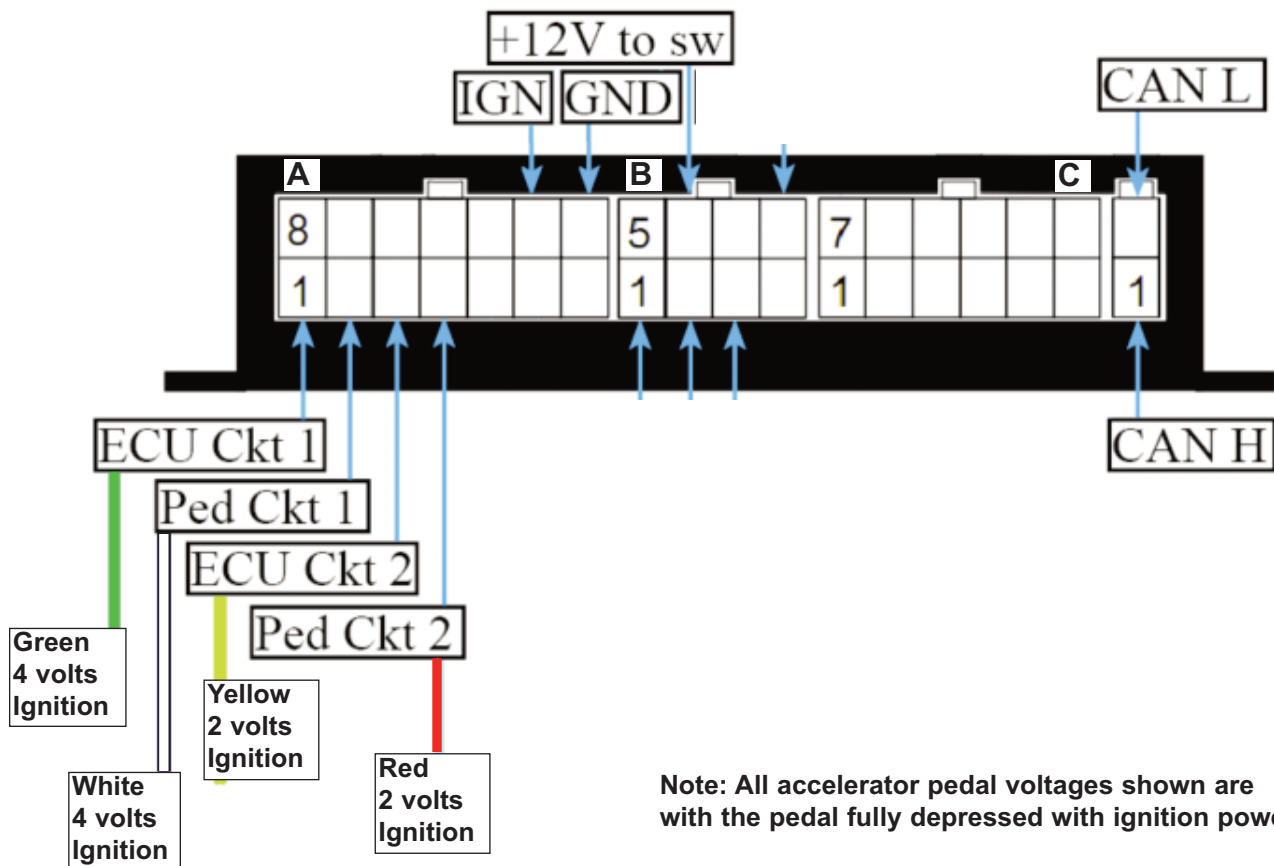 +12V to sw
IGN
GND
CAN L
A
B
C
8
5
7
1
1
1
1
ECU Ckt 1
CAN H
Ped Ckt 1
ECU Ckt 2
Ped Ckt 2
Green
4 volts
Ignition
Yellow
2 volts
Ignition
Red
2 volts
Ignition
White
4 volts
Ignition
Note: All accelerator pedal voltages shown are
with the pedal fully depressed with ignition powe